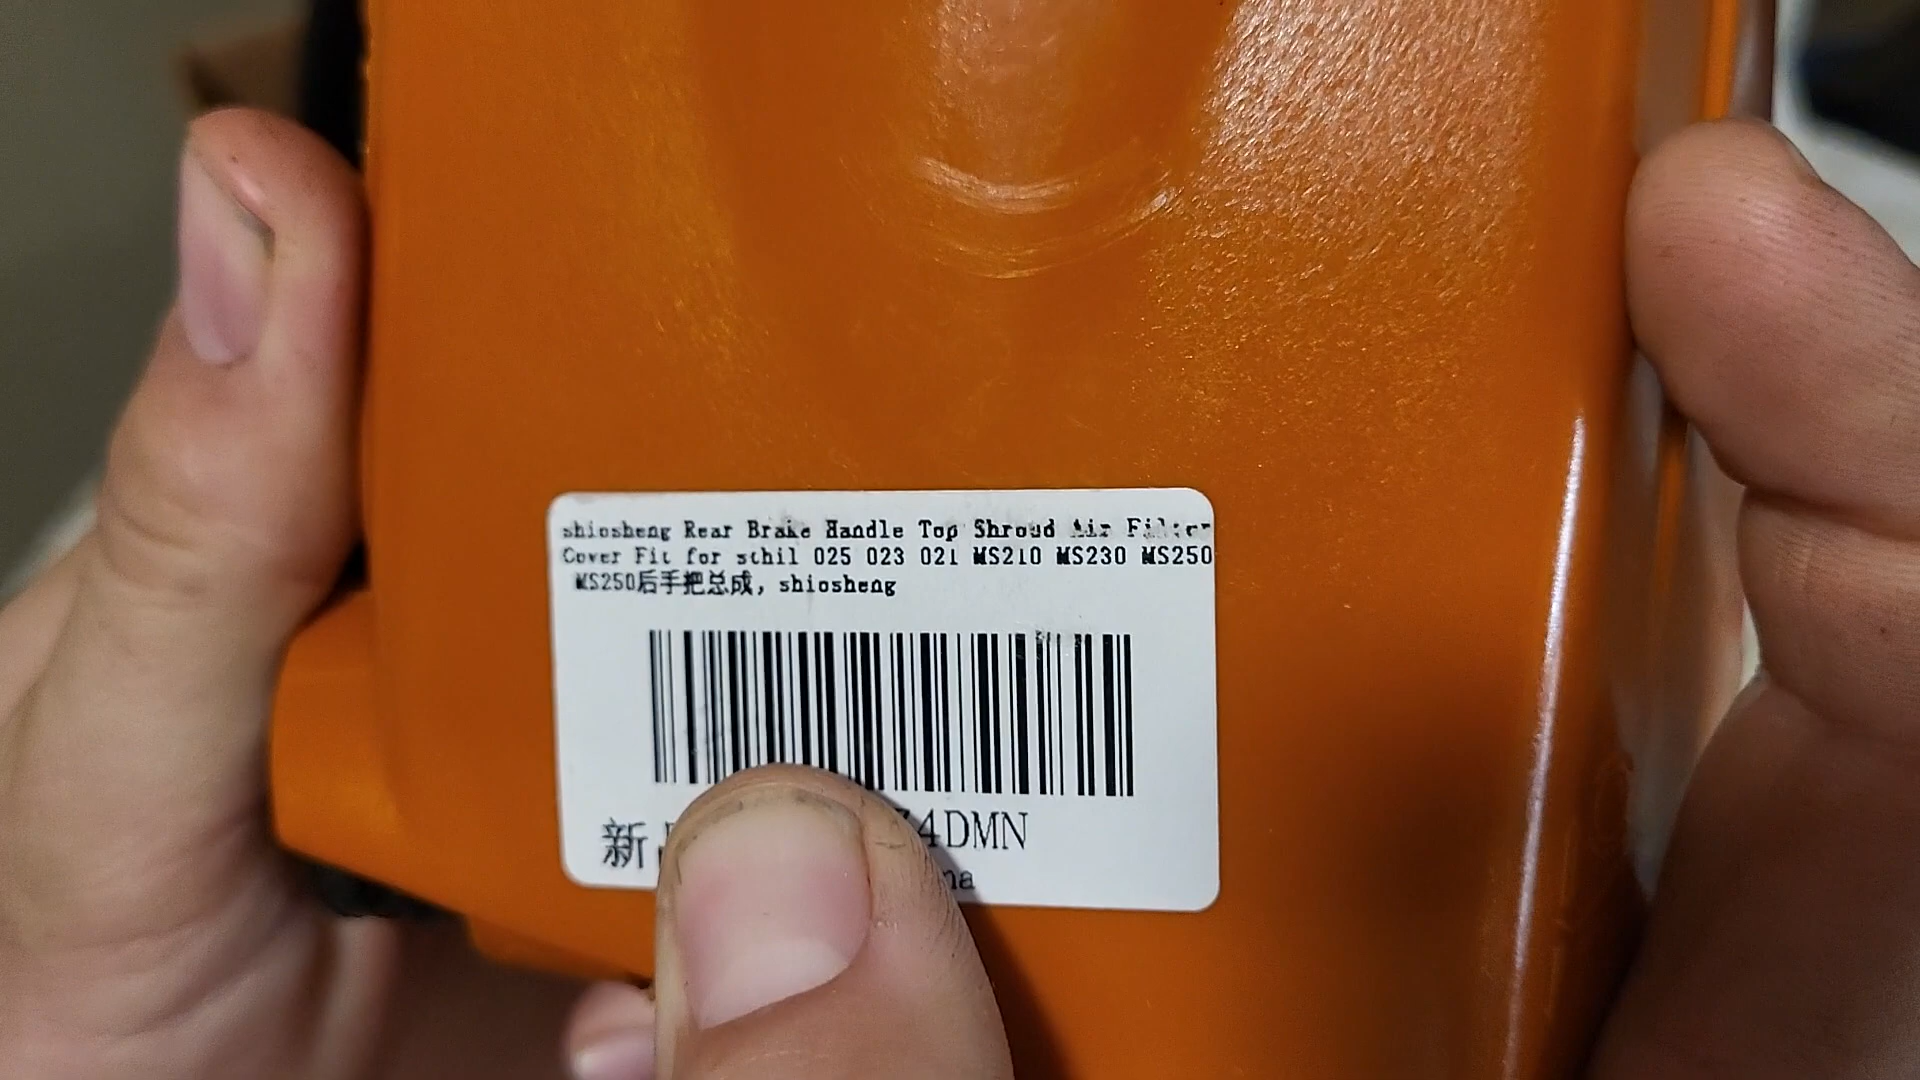 shiosheng Rear Brake Handle Top Shroud Air Filter
Cover Fit for sthil 025 023 021 MS210 MS230 MS250
MS250后手把总成, shiosheng
新 4DMN